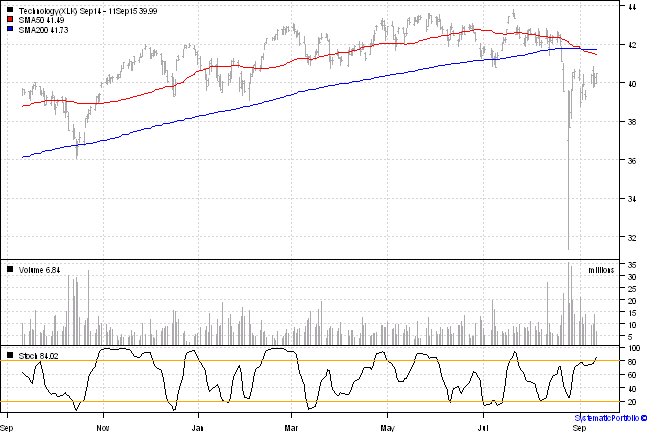 Technology(XLK) Sep14 - 11Sep15 39.99
SMA50 41.49
SMA200 41.73
44
42
40
38
36
34
32
Volume 6.84
millions
35
30
25
20
15
10
5
Stoch 84.02
100
80
60
40
20
Sep Nov Jan Mar May Jul Sep
SystematicPortfolio ©